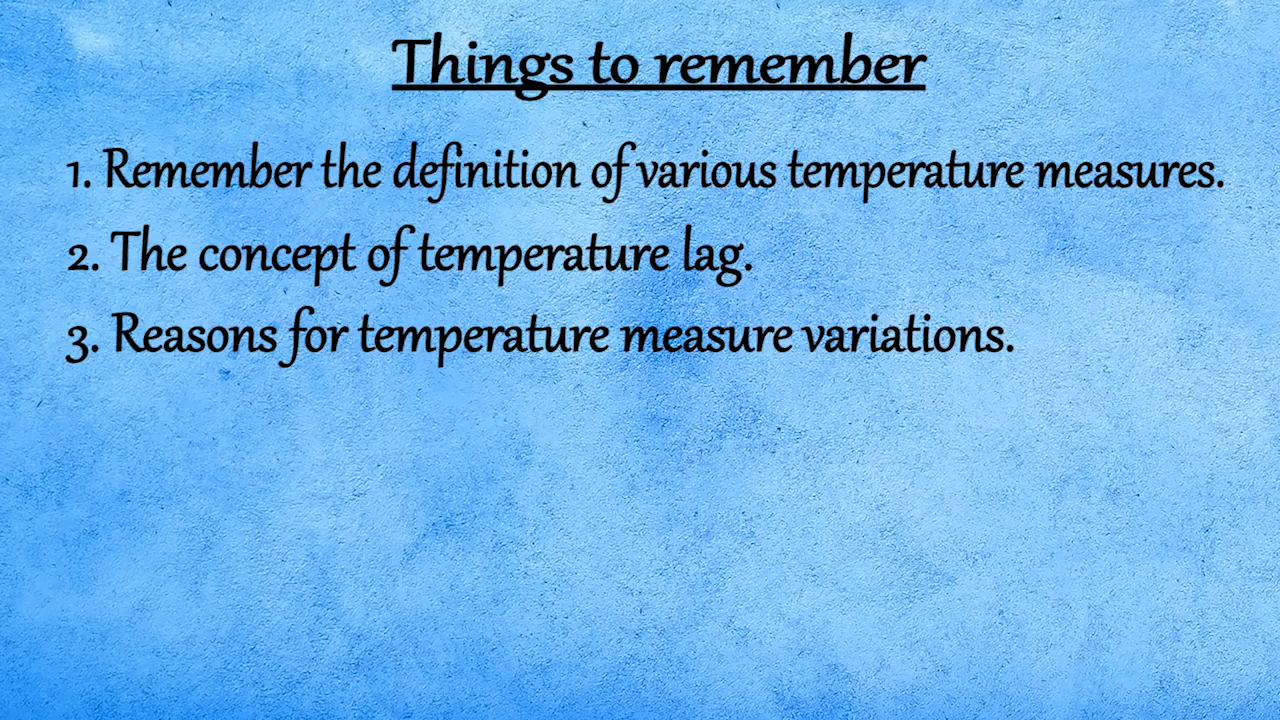 Things to remember
1. Remember the definition of various temperature measures.
2. The concept of temperature lag.
3. Reasons for temperature measure variations.